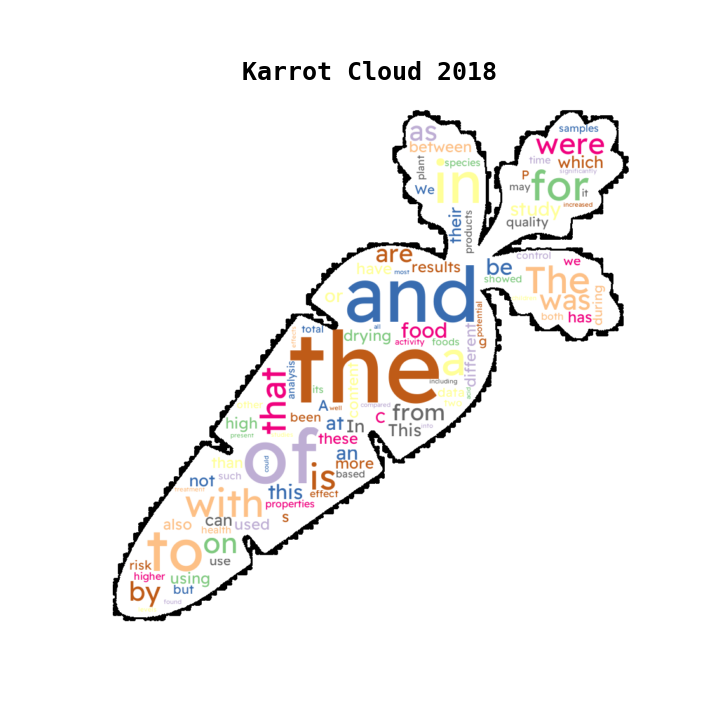 Karrot Cloud 2018
as
between
samples
were
species
plant
We
in
time
which
significantly
P
may
for
it
increased
their
products
study
quality
are
have
most
results
be
showed
control
we
The
was
both
has
during
or
and
total
drying
all
food
activity
foods
different
potential
g
the
a
including
that
analysis
its
content
data
high
present
been
A
well
compared
C
from
at
In
This
into
these
of
could
is
an
more
based
than
not
such
this
effect
properties
with
s
treatment
also
can
used
health
to
on
use
risk
higher
using
by
but
found